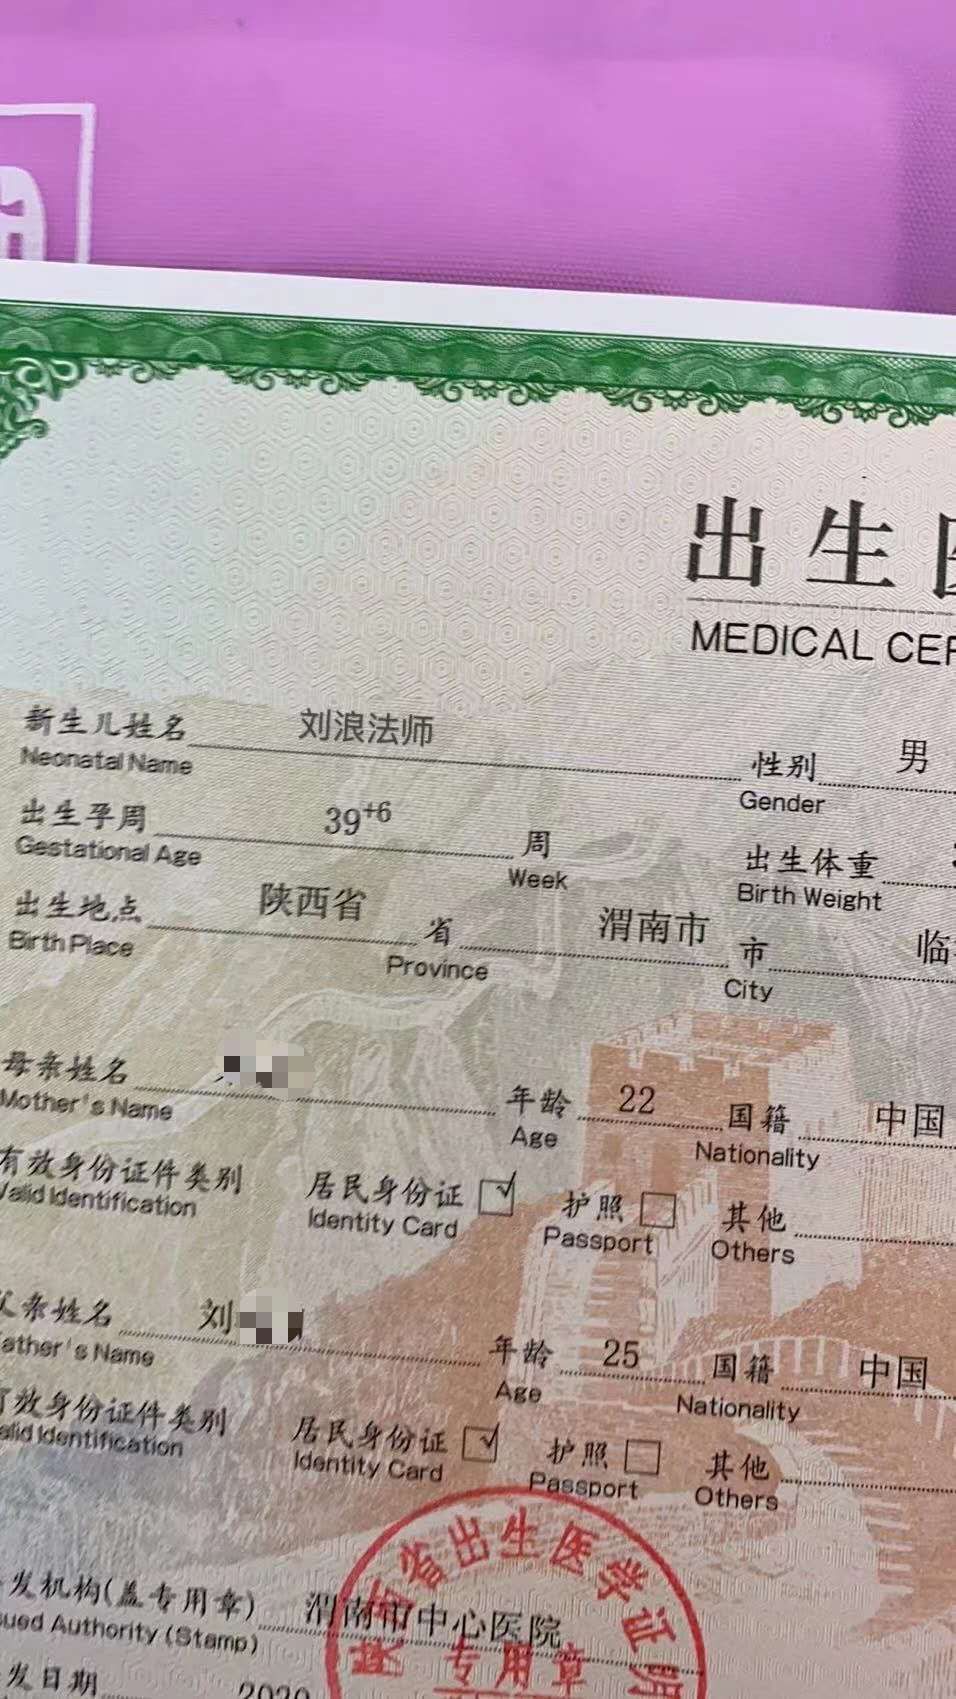 出生
MEDICAL CER
新生儿姓名 刘浪法师 性别 男
Neonatal Name Gender
出生孕周 39+6 周 出生体重
Gestational Age Week Birth Weight
出生地点 陕西省 省 渭南市 市 临
Birth Place Province City
母亲姓名 年龄 22 国籍 中国
Mother's Name Age Nationality
有效身份证件类别 居民身份证 √ 护照 其他
Valid Identification Identity Card Passport Others
父亲姓名 刘 年龄 25 国籍 中国
ather's Name Age Nationality
有效身份证件类别 居民身份证 √ 护照 其他
alid Identification Identity Card Passport Others
省出生医学证
专用章
发机构(盖专用章) 渭南市中心医院
sued Authority (Stamp)
发日期 2020